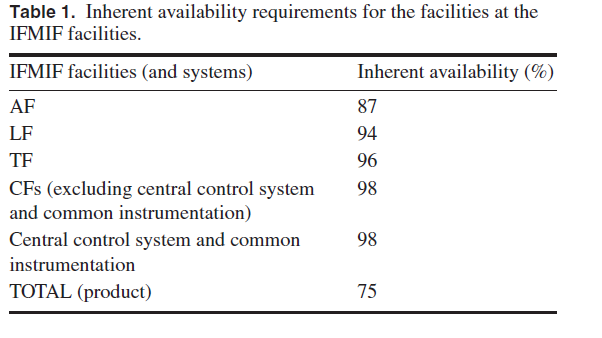 Table 1. Inherent availability requirements for the facilities at the
IFMIF facilities.
IFMIF facilities (and systems) Inherent availability (%)
AF 87
LF 94
TF 96
CFs (excluding central control system 98
and common instrumentation)
Central control system and common 98
instrumentation
TOTAL (product) 75